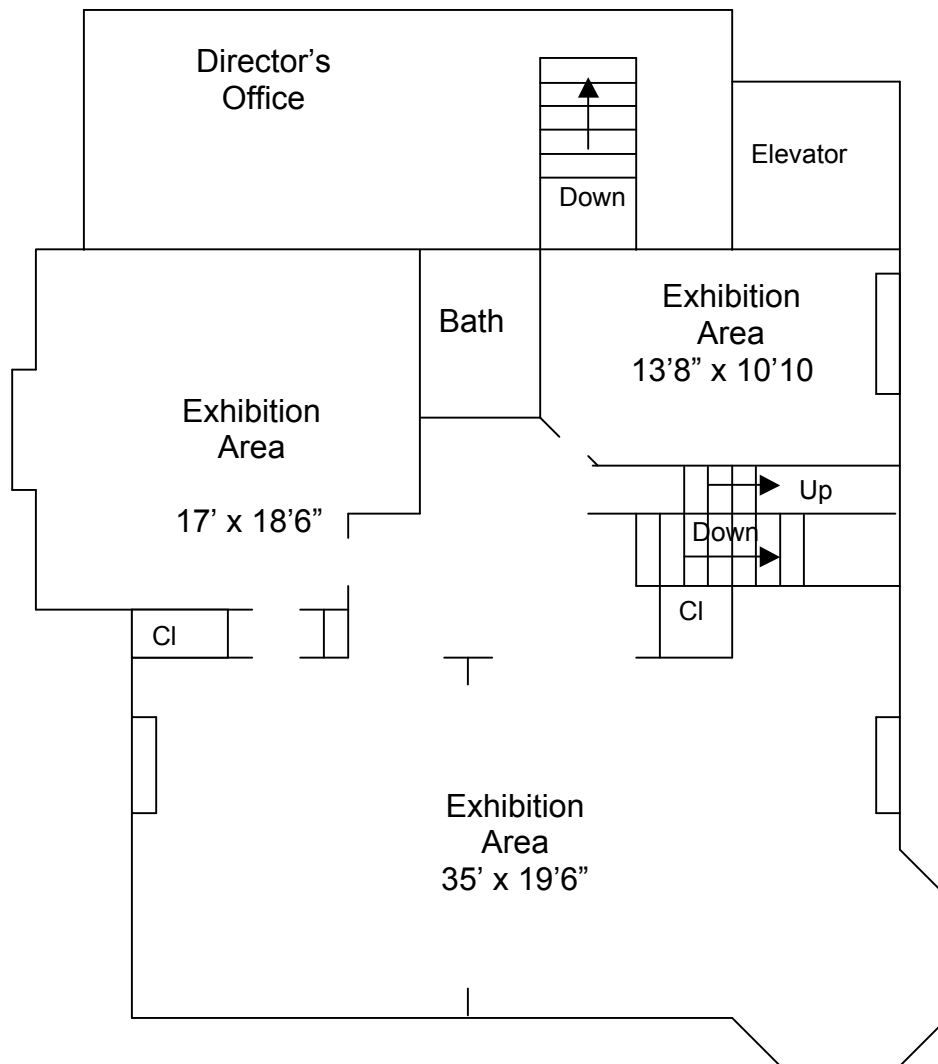 Director’s
Office
Elevator
Down
Bath
Exhibition
Area
13’8” x 10’10
Exhibition
Area
17’ x 18’6”
Up
Down
Cl
Cl
Exhibition
Area
35’ x 19’6”